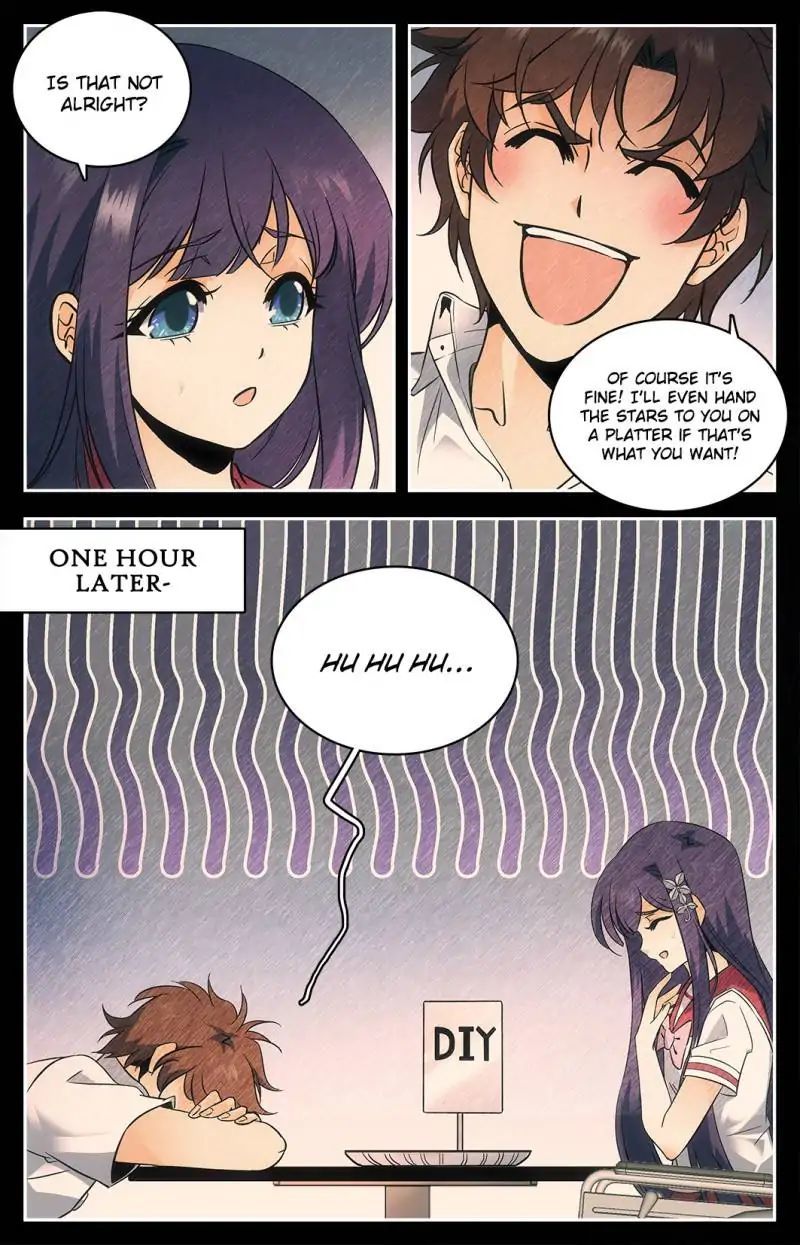 IS THAT NOT
ALRIGHT?
OF COURSE IT'S
FINE! I'LL EVEN HAND
THE STARS TO YOU ON
A PLATTER IF THAT'S
WHAT YOU WANT!
ONE HOUR
LATER-
HU HU HU...
DIY